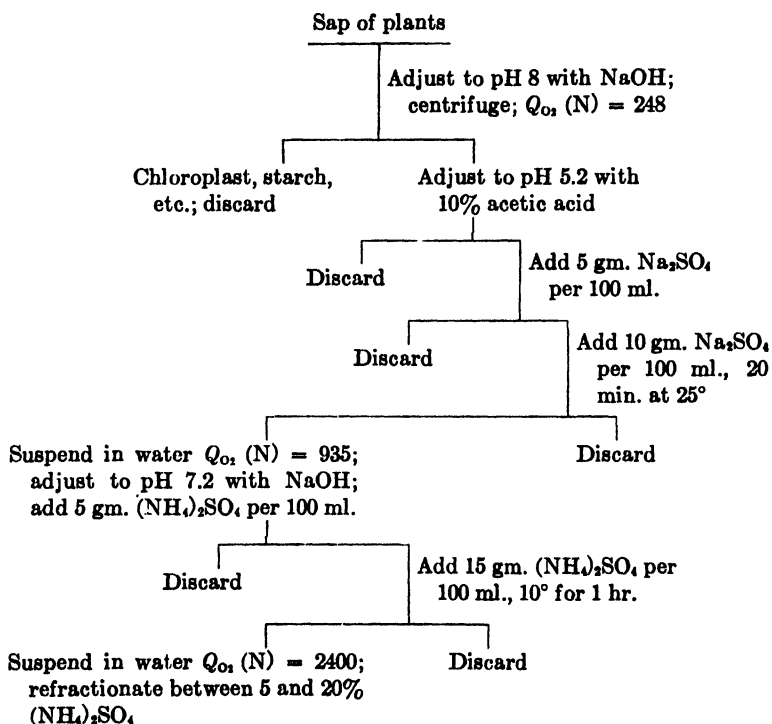 Sap of plants
Adjust to pH 8 with NaOH;
centrifuge; Q_O₂ (N) = 248
Chloroplast, starch,
etc.; discard
Adjust to pH 5.2 with
10% acetic acid
Discard
Add 5 gm. Na₂SO₄
per 100 ml.
Discard
Add 10 gm. Na₂SO₄
per 100 ml., 20
min. at 25°
Suspend in water Q_O₂ (N) = 935;
adjust to pH 7.2 with NaOH;
add 5 gm. (NH₄)₂SO₄ per 100 ml.
Discard
Discard
Add 15 gm. (NH₄)₂SO₄ per
100 ml., 10° for 1 hr.
Suspend in water Q_O₂ (N) = 2400;
refractionate between 5 and 20%
(NH₄)₂SO₄
Discard